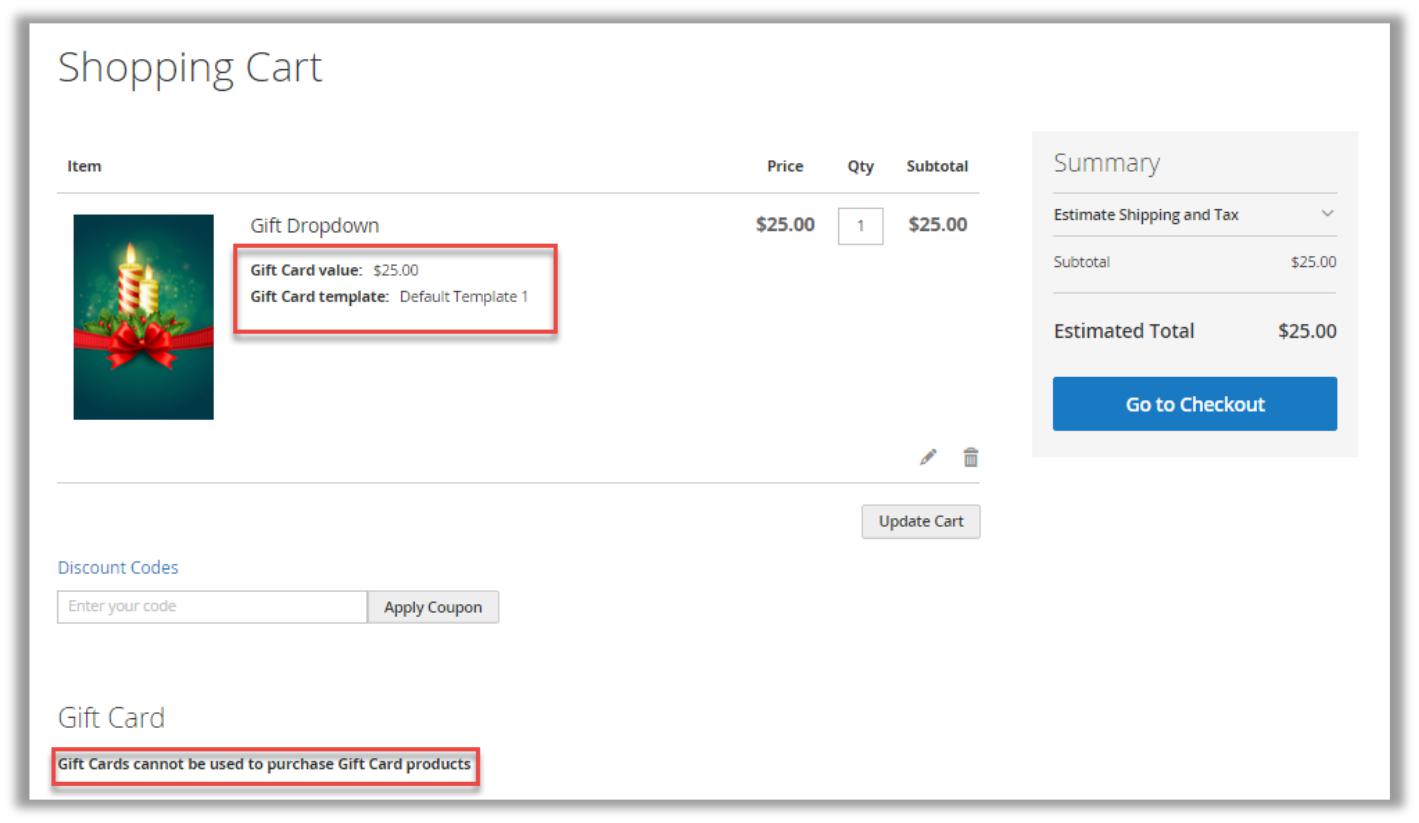 Shopping Cart
Item Price Qty Subtotal
Gift Dropdown $25.00 1 $25.00
Gift Card value: $25.00
Gift Card template: Default Template 1
Update Cart
Discount Codes
Enter your code Apply Coupon
Gift Card
Gift Cards cannot be used to purchase Gift Card products
Summary
Estimate Shipping and Tax
Subtotal $25.00
Estimated Total $25.00
Go to Checkout